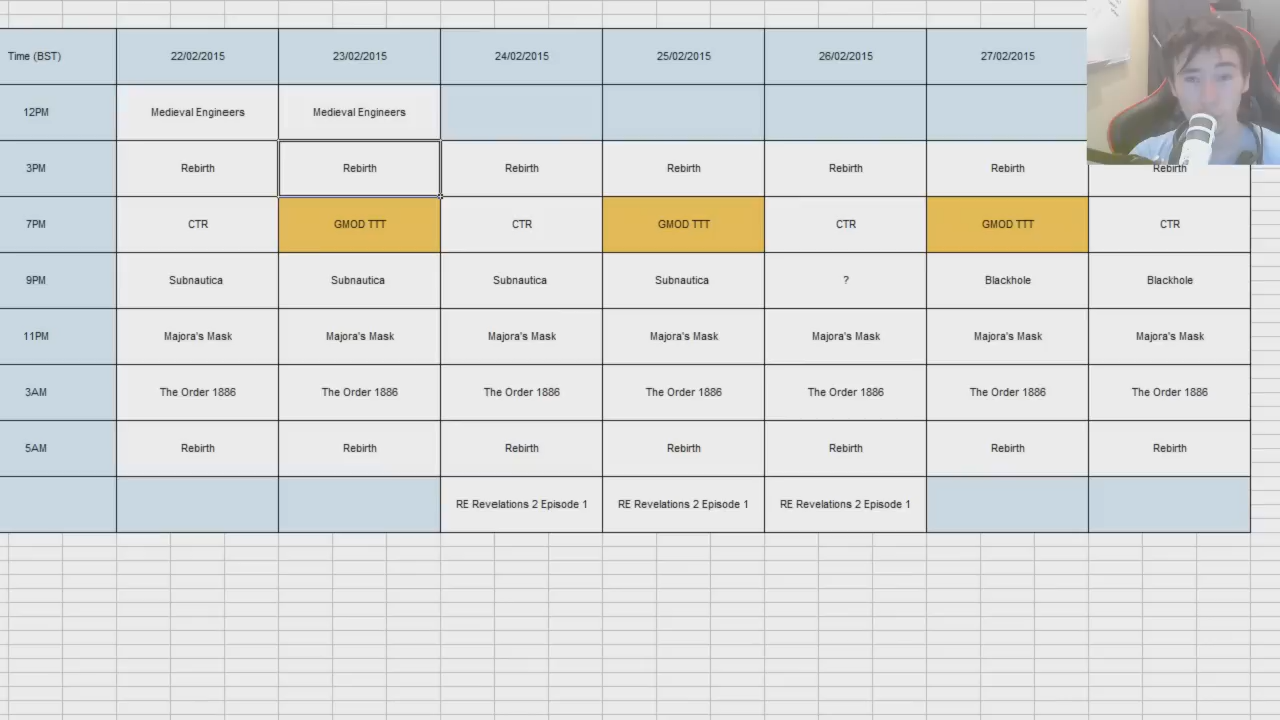 Time (BST) 22/02/2015 23/02/2015 24/02/2015 25/02/2015 26/02/2015 27/02/2015
12PM Medieval Engineers Medieval Engineers
3PM Rebirth Rebirth Rebirth Rebirth Rebirth Rebirth Rebirth
7PM CTR GMOD TTT CTR GMOD TTT CTR GMOD TTT CTR
9PM Subnautica Subnautica Subnautica Subnautica ? Blackhole Blackhole
11PM Majora's Mask Majora's Mask Majora's Mask Majora's Mask Majora's Mask Majora's Mask Majora's Mask
3AM The Order 1886 The Order 1886 The Order 1886 The Order 1886 The Order 1886 The Order 1886 The Order 1886
5AM Rebirth Rebirth Rebirth Rebirth Rebirth Rebirth Rebirth
RE Revelations 2 Episode 1 RE Revelations 2 Episode 1 RE Revelations 2 Episode 1